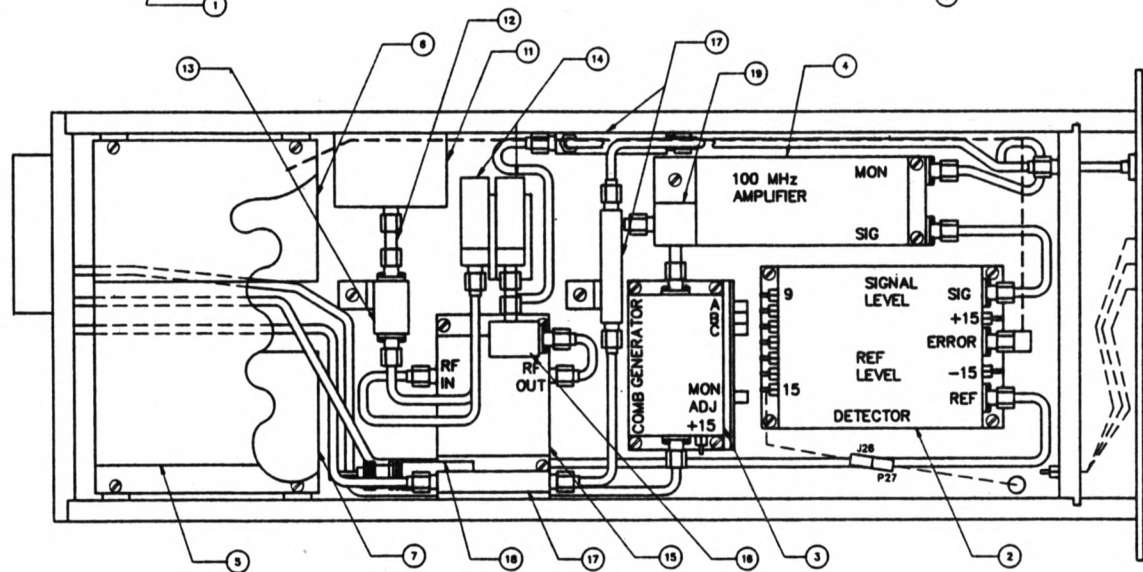 1
12
6
11
14
17
4
13
19
100 MHz
AMPLIFIER
MON
SIG
9
15
SIGNAL
LEVEL
REF
LEVEL
DETECTOR
SIG
+15
ERROR
-15
REF
COMB GENERATOR
A
B
C
MON
ADJ
+15
RF
IN
RF
OUT
J26
P27
5
7
18
17
15
16
3
2